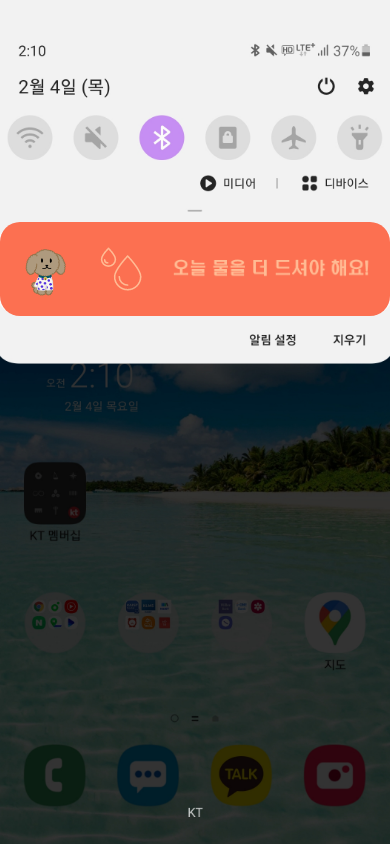 2:10
HD LTE+ 37%
2월 4일 (목)
미디어 | 디바이스
오늘 물을 더 드셔야 해요!
알림 설정 지우기
오전 2:10
2월 4일 목요일
kt
KT 멤버십
지도
TALK
KT